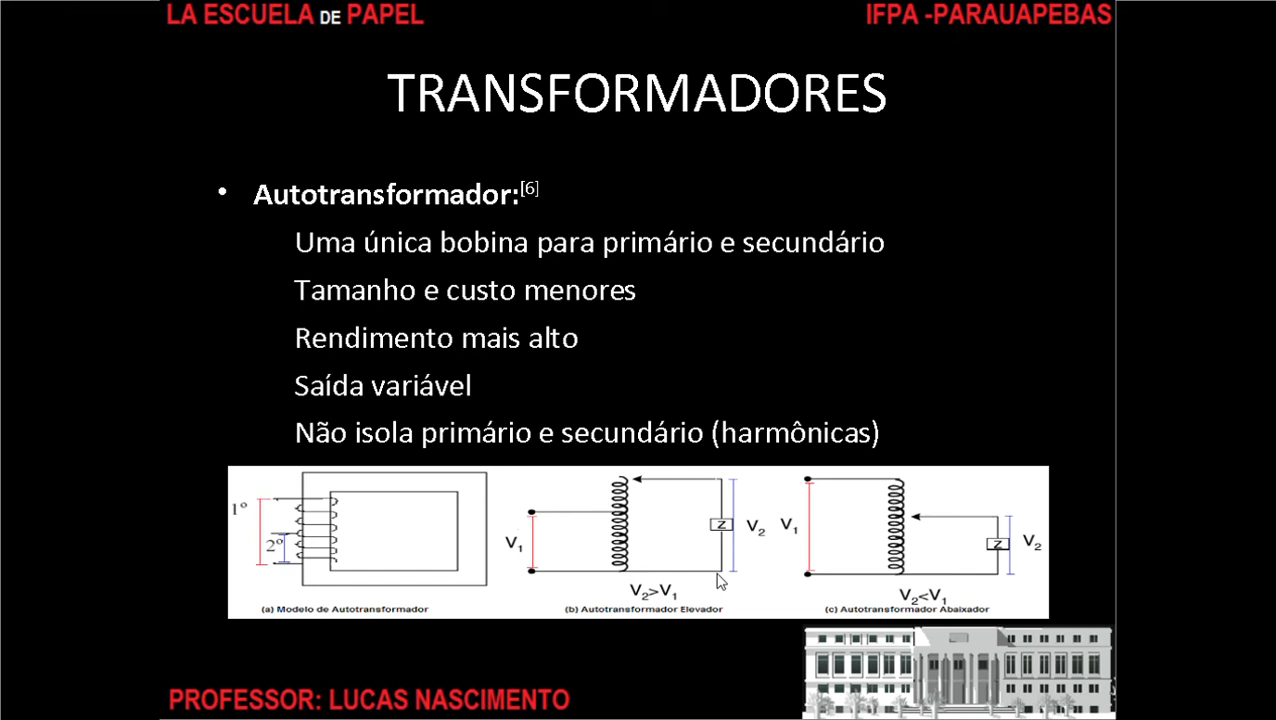 LA ESCUELA DE PAPEL
IFPA -PARAUAPEBAS
TRANSFORMADORES
• Autotransformador:[6]
Uma única bobina para primário e secundário
Tamanho e custo menores
Rendimento mais alto
Saída variável
Não isola primário e secundário (harmônicas)
1º
2º
(a) Modelo de Autotransformador
V1
Z
V2
V2>V1
(b) Autotransformador Elevador
V1
Z
V2
V2<V1
(c) Autotransformador Abaixador
PROFESSOR: LUCAS NASCIMENTO